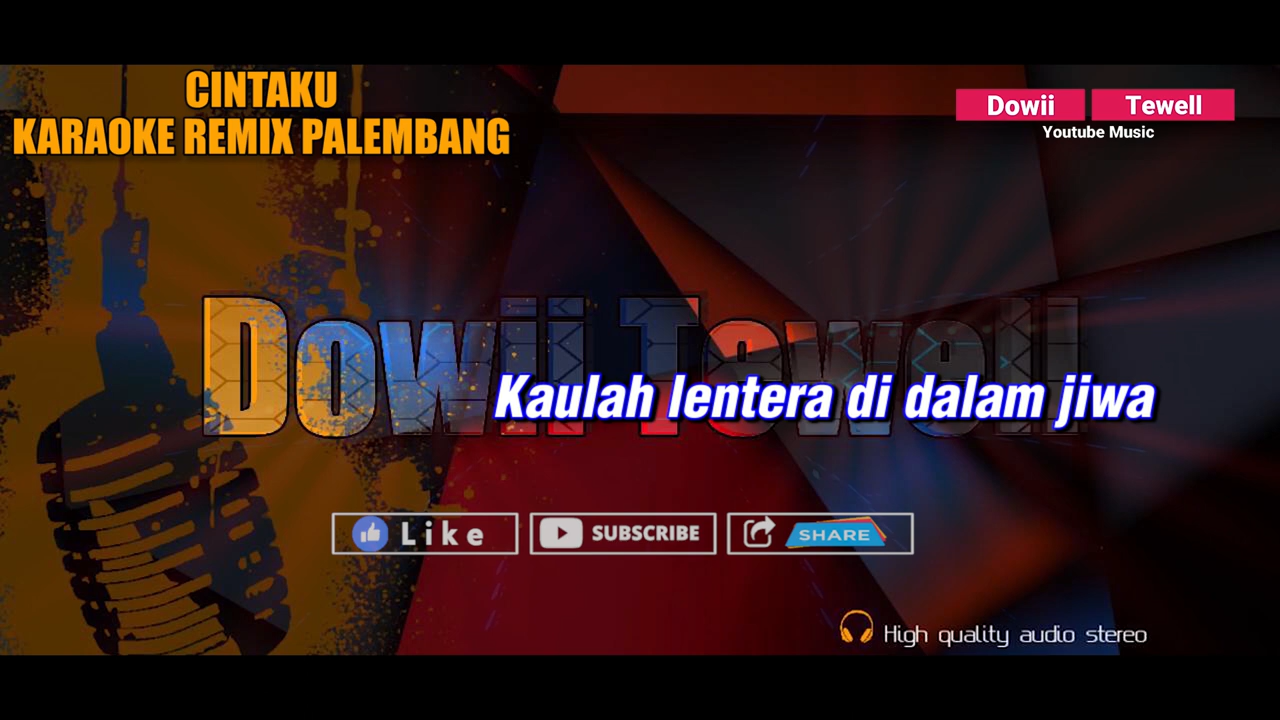 CINTAKU
KARAOKE REMIX PALEMBANG
Dowii Tewell
Youtube Music
Dowii Tewell
Kaulah lentera di dalam jiwa
Like SUBSCRIBE SHARE
High quality audio stereo